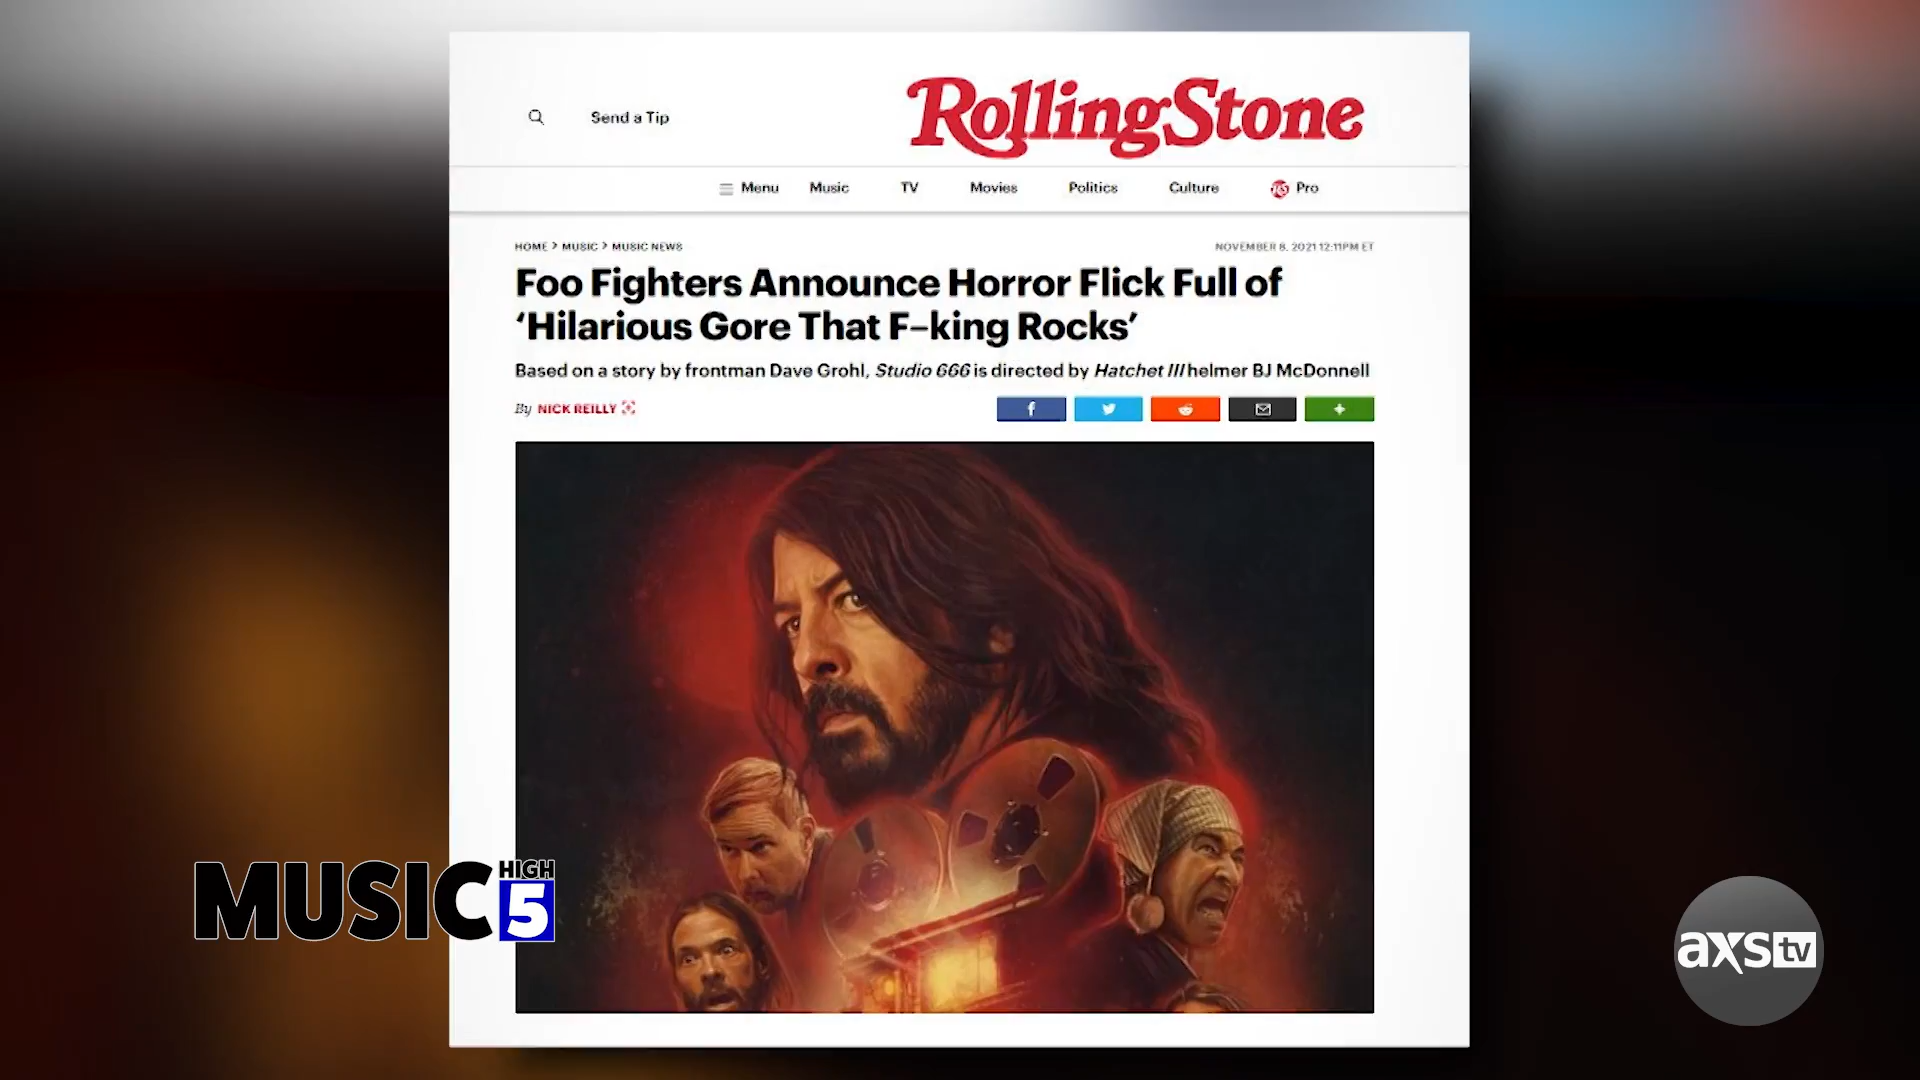 Send a Tip
RollingStone
Menu Music TV Movies Politics Culture RS Pro
HOME > MUSIC > MUSIC NEWS
NOVEMBER 8, 2021 12:11PM ET
Foo Fighters Announce Horror Flick Full of
‘Hilarious Gore That F–king Rocks’
Based on a story by frontman Dave Grohl, Studio 666 is directed by Hatchet III helmer BJ McDonnell
By NICK REILLY
MUSIC HIGH 5
axs tv